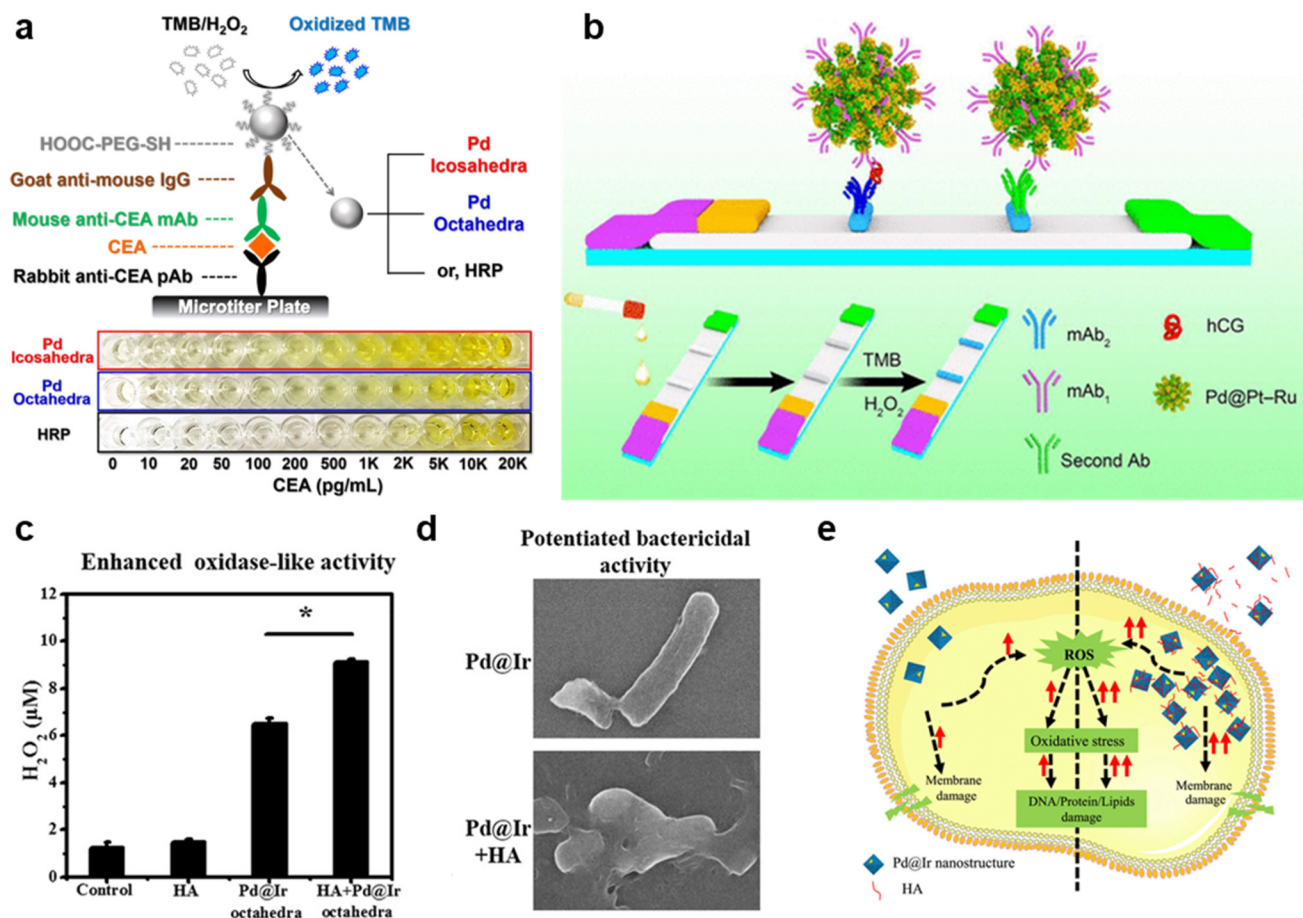 a
TMB/H₂O₂
Oxidized TMB
HOOC-PEG-SH
Goat anti-mouse IgG
Mouse anti-CEA mAb
CEA
Rabbit anti-CEA pAb
Microtiter Plate
Pd
Icosahedra
Pd
Octahedra
or, HRP
Pd
Icosahedra
Pd
Octahedra
HRP
0 10 20 50 100 200 500 1K 2K 5K 10K 20K
CEA (pg/mL)
b
TMB
H₂O₂
mAb₂
hCG
mAb₁
Pd@Pt–Ru
Second Ab
c
Enhanced oxidase-like activity
H₂O₂ (µM)
12
10
8
6
4
2
0
*
Control
HA
Pd@Ir
octahedra
HA+Pd@Ir
octahedra
d
Potentiated bactericidal
activity
Pd@Ir
Pd@Ir
+HA
e
ROS
Oxidative stress
Membrane
damage
DNA/Protein/Lipids
damage
Membrane
damage
Pd@Ir nanostructure
HA